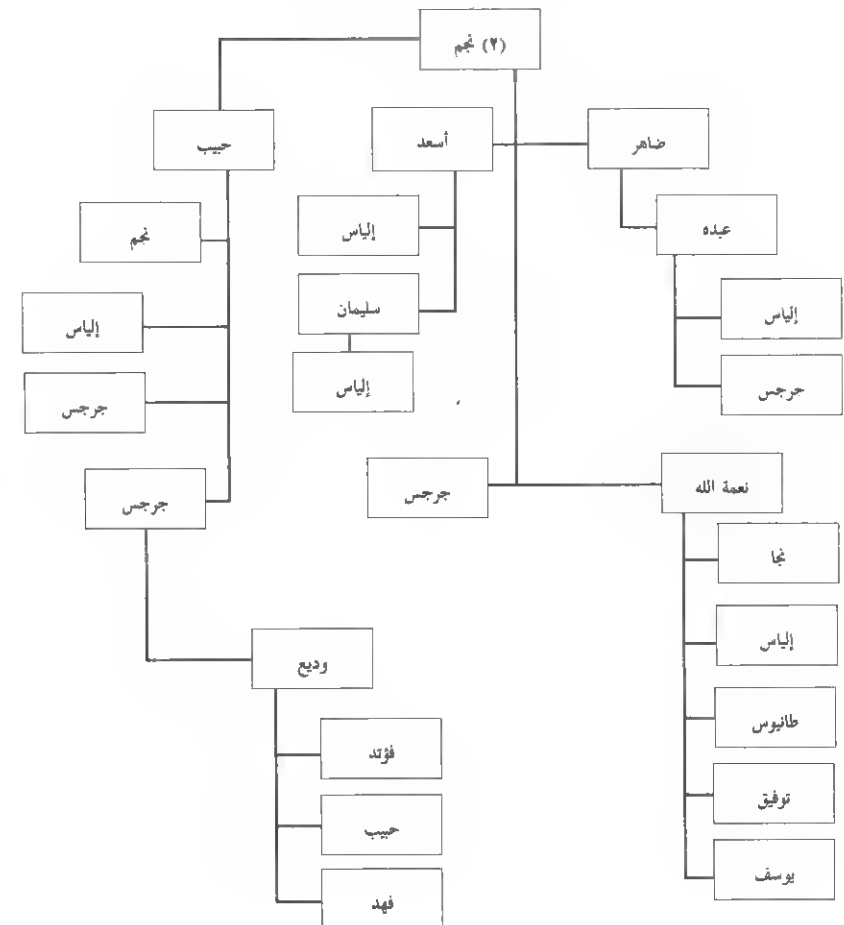 (٢) نجم
ضاهر
أسعد
حبيب
عبده
إلياس
نجم
إلياس
سليمان
إلياس
إلياس
جرجس
جرجس
نعمة الله
جرجس
جرجس
نجا
إلياس
وديع
طانيوس
فؤتد
توفيق
حبيب
يوسف
فهد